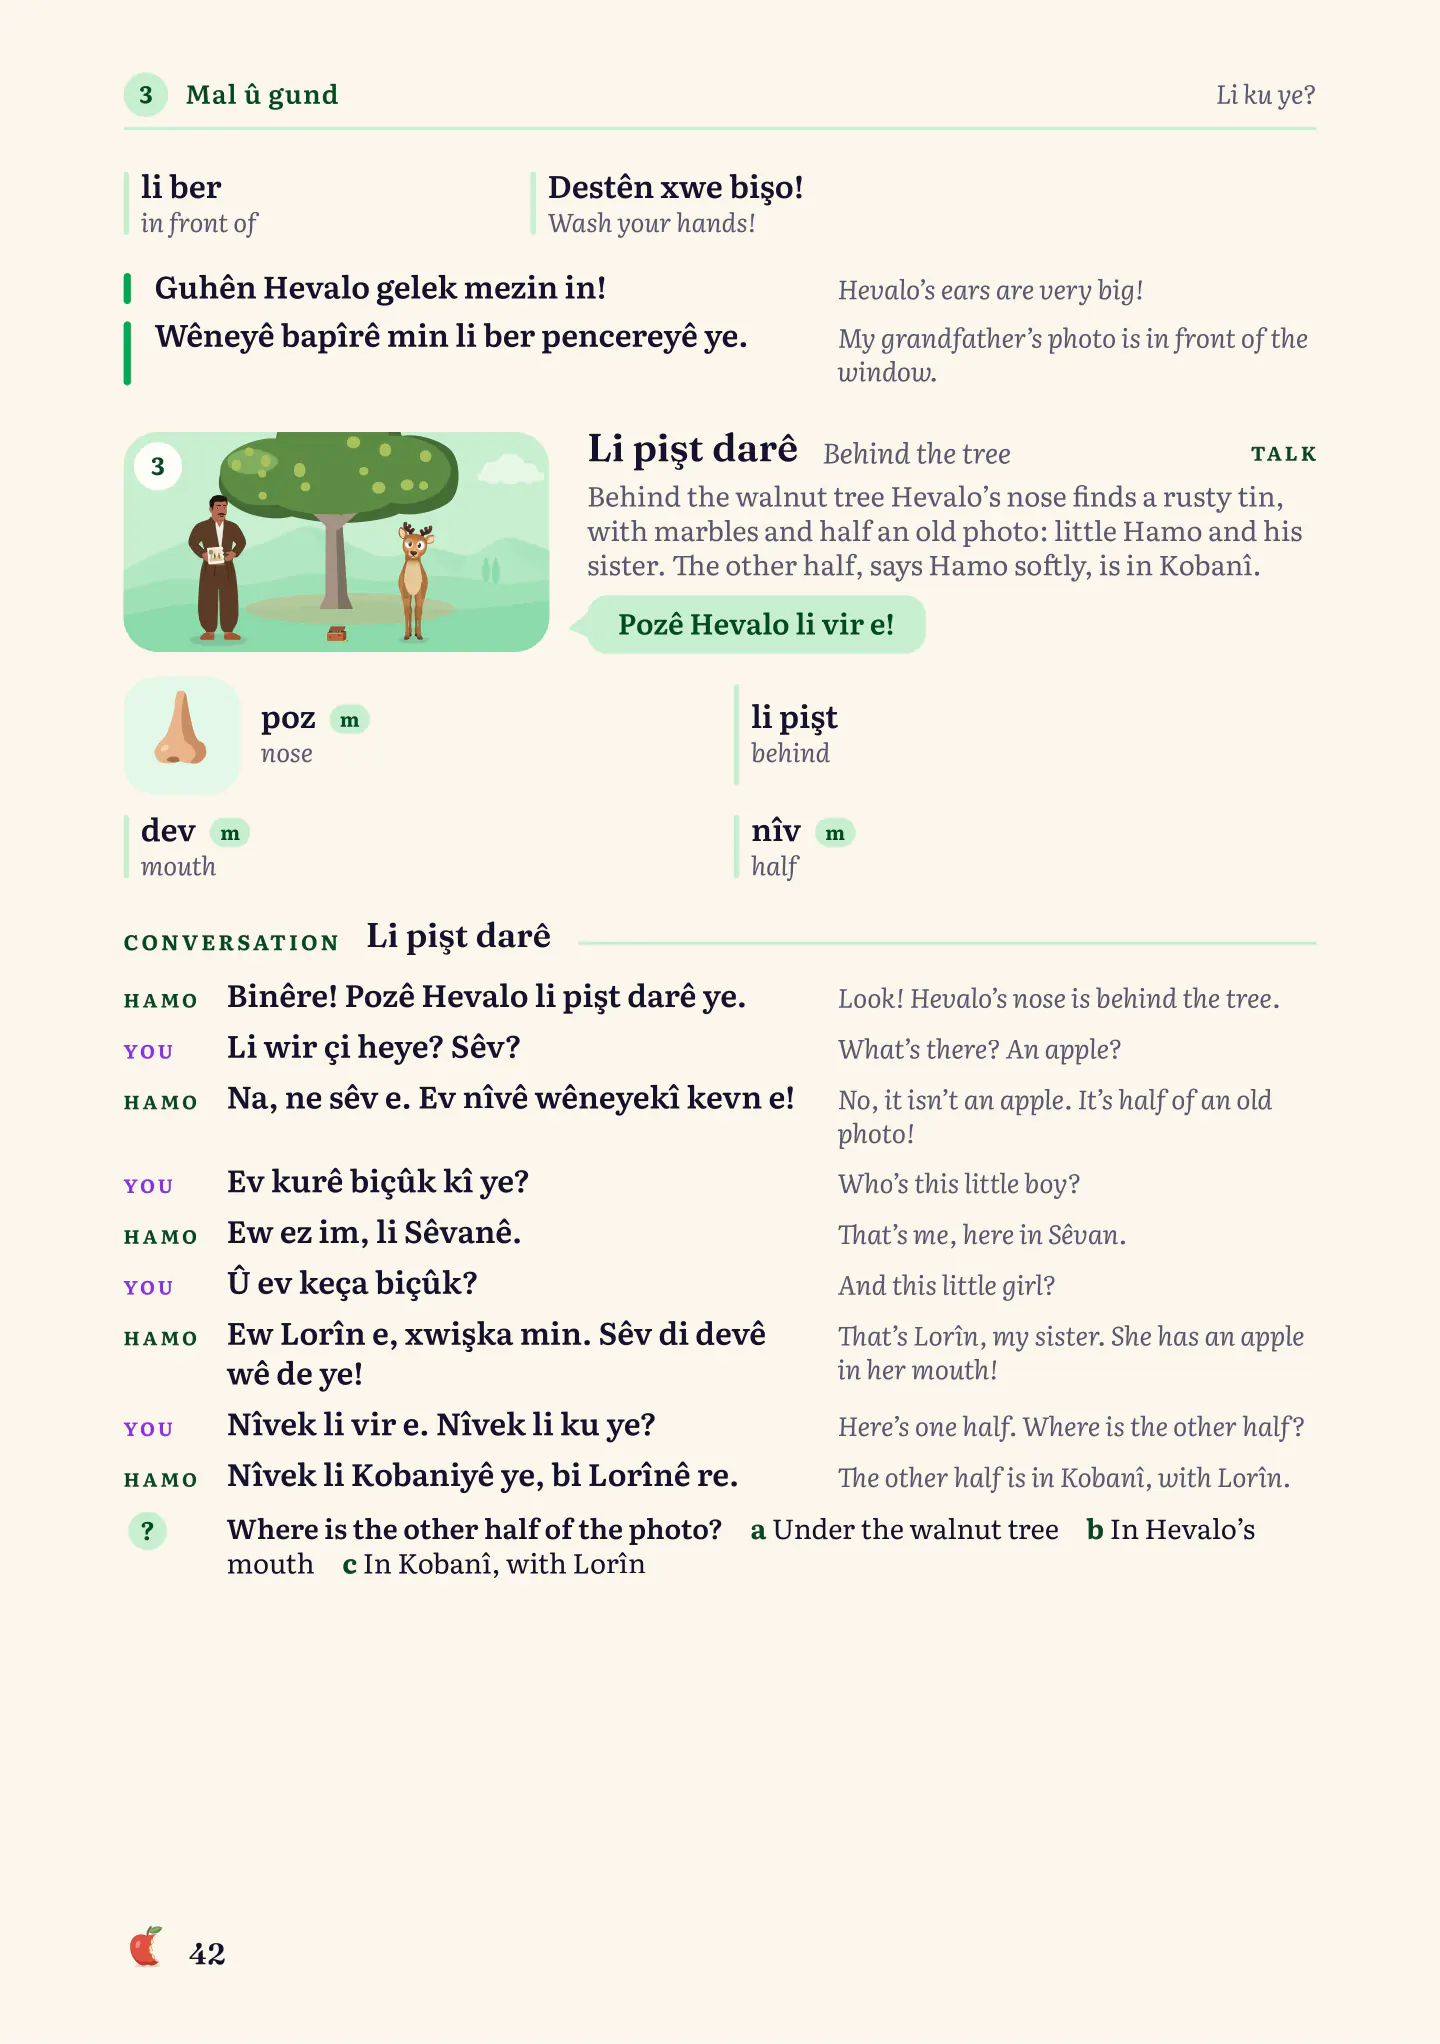 3 Mal û gund Li ku ye?
li ber
in front of
Destên xwe bişo!
Wash your hands!
Guhên Hevalo gelek mezin in! Hevalo’s ears are very big!
Wêneyê bapîrê min li ber pencereyê ye. My grandfather’s photo is in front of the
window.
3
Li pişt darê Behind the tree TALK
Behind the walnut tree Hevalo’s nose finds a rusty tin,
with marbles and half an old photo: little Hamo and his
sister. The other half, says Hamo softly, is in Kobanî.
Pozê Hevalo li vir e!
poz m
nose
li pişt
behind
dev m
mouth
nîv m
half
CONVERSATION Li pişt darê
HAMO Binêre! Pozê Hevalo li pişt darê ye. Look! Hevalo’s nose is behind the tree.
YOU Li wir çi heye? Sêv? What’s there? An apple?
HAMO Na, ne sêv e. Ev nîvê wêneyekî kevn e! No, it isn’t an apple. It’s half of an old
photo!
YOU Ev kurê biçûk kî ye? Who’s this little boy?
HAMO Ew ez im, li Sêvanê. That’s me, here in Sêvan.
YOU Û ev keça biçûk? And this little girl?
HAMO Ew Lorîn e, xwişka min. Sêv di devê That’s Lorîn, my sister. She has an apple
wê de ye! in her mouth!
YOU Nîvek li vir e. Nîvek li ku ye? Here’s one half. Where is the other half?
HAMO Nîvek li Kobaniyê ye, bi Lorînê re. The other half is in Kobanî, with Lorîn.
? Where is the other half of the photo? a Under the walnut tree b In Hevalo’s
mouth c In Kobanî, with Lorîn
42